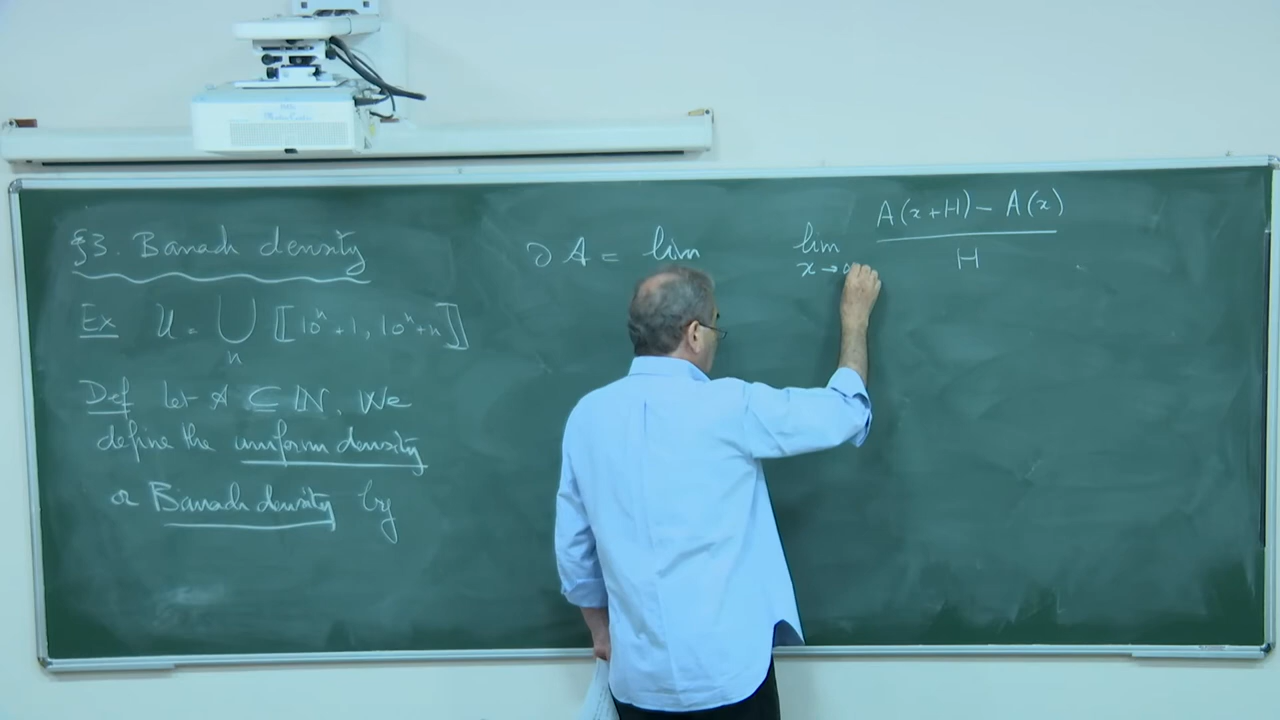 §3. Banach density
Ex U = ⋃ₙ ⟦10ⁿ+1, 10ⁿ+n⟧
Def let A ⊆ ℕ. We
define the uniform density
or Banach density by
∂A = lim lim x→ (A(x+H) – A(x)) / H